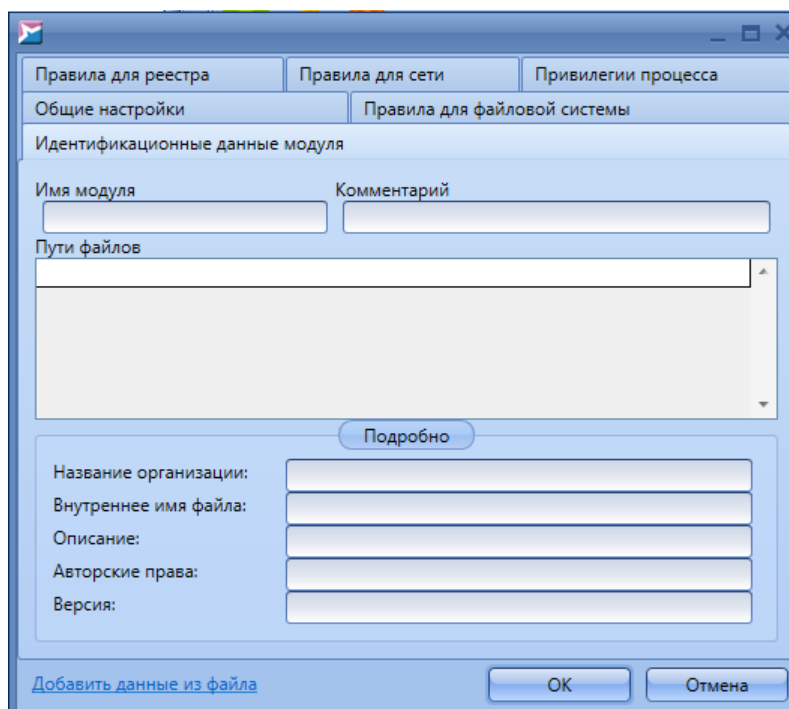 Правила для реестра
Правила для сети
Привилегии процесса
Общие настройки
Правила для файловой системы
Идентификационные данные модуля
Имя модуля
Комментарий
Пути файлов
Подробно
Название организации:
Внутреннее имя файла:
Описание:
Авторские права:
Версия:
Добавить данные из файла
OK
Отмена